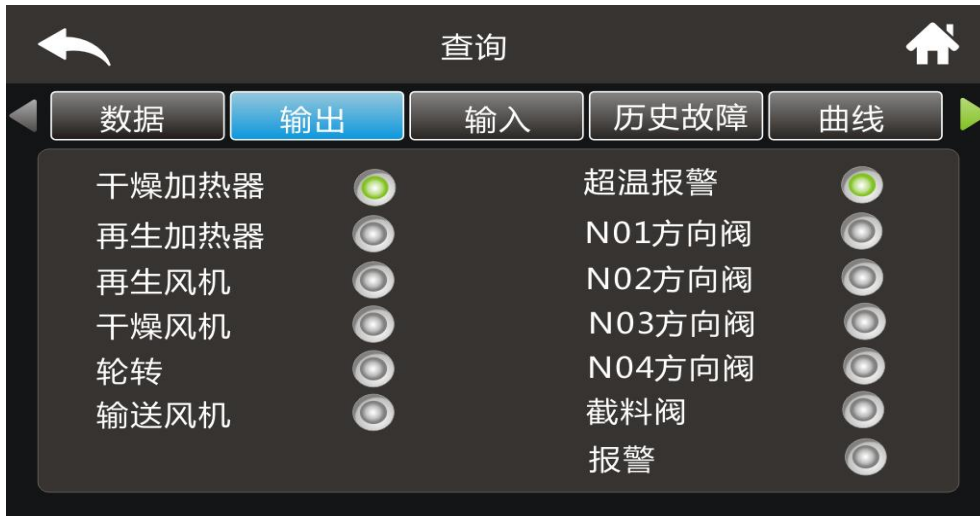 查询
数据 输出 输入 历史故障 曲线
干燥加热器
再生加热器
再生风机
干燥风机
轮转
输送风机
超温报警
N01方向阀
N02方向阀
N03方向阀
N04方向阀
截料阀
报警